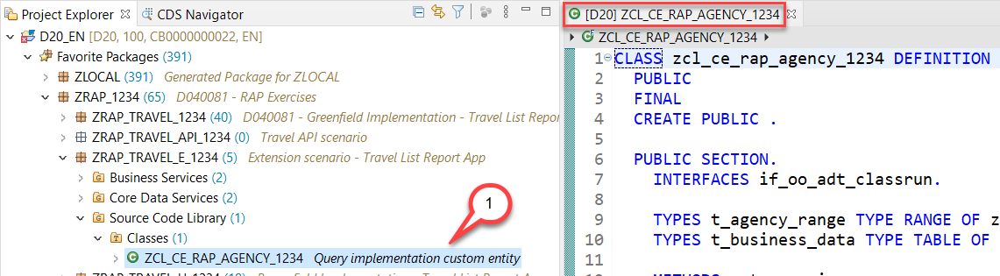 Project Explorer
CDS Navigator
D20_EN [D20, 100, CB0000000022, EN]
Favorite Packages (391)
ZLOCAL (391) Generated Package for ZLOCAL
ZRAP_1234 (65) D040081 - RAP Exercises
ZRAP_TRAVEL_1234 (40) D040081 - Greenfield Implementation - Travel List Repor
ZRAP_TRAVEL_API_1234 (0) Travel API scenario
ZRAP_TRAVEL_E_1234 (5) Extension scenario - Travel List Report App
Business Services (2)
Core Data Services (2)
Source Code Library (1)
Classes (1)
ZCL_CE_RAP_AGENCY_1234 Query implementation custom entity
1
[D20] ZCL_CE_RAP_AGENCY_1234
ZCL_CE_RAP_AGENCY_1234
1 CLASS zcl_ce_rap_agency_1234 DEFINITION
2 PUBLIC
3 FINAL
4 CREATE PUBLIC .
5
6 PUBLIC SECTION.
7 INTERFACES if_oo_adt_classrun.
8
9 TYPES t_agency_range TYPE RANGE OF z
10 TYPES t_business_data TYPE TABLE OF
11